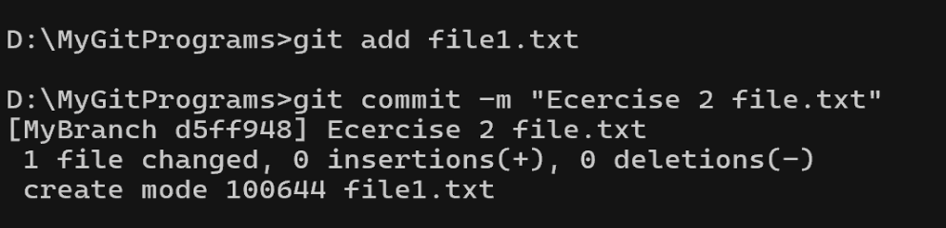 D:\MyGitPrograms>git add file1.txt
D:\MyGitPrograms>git commit -m "Ecercise 2 file.txt"
[MyBranch d5ff948] Ecercise 2 file.txt
 1 file changed, 0 insertions(+), 0 deletions(-)
 create mode 100644 file1.txt